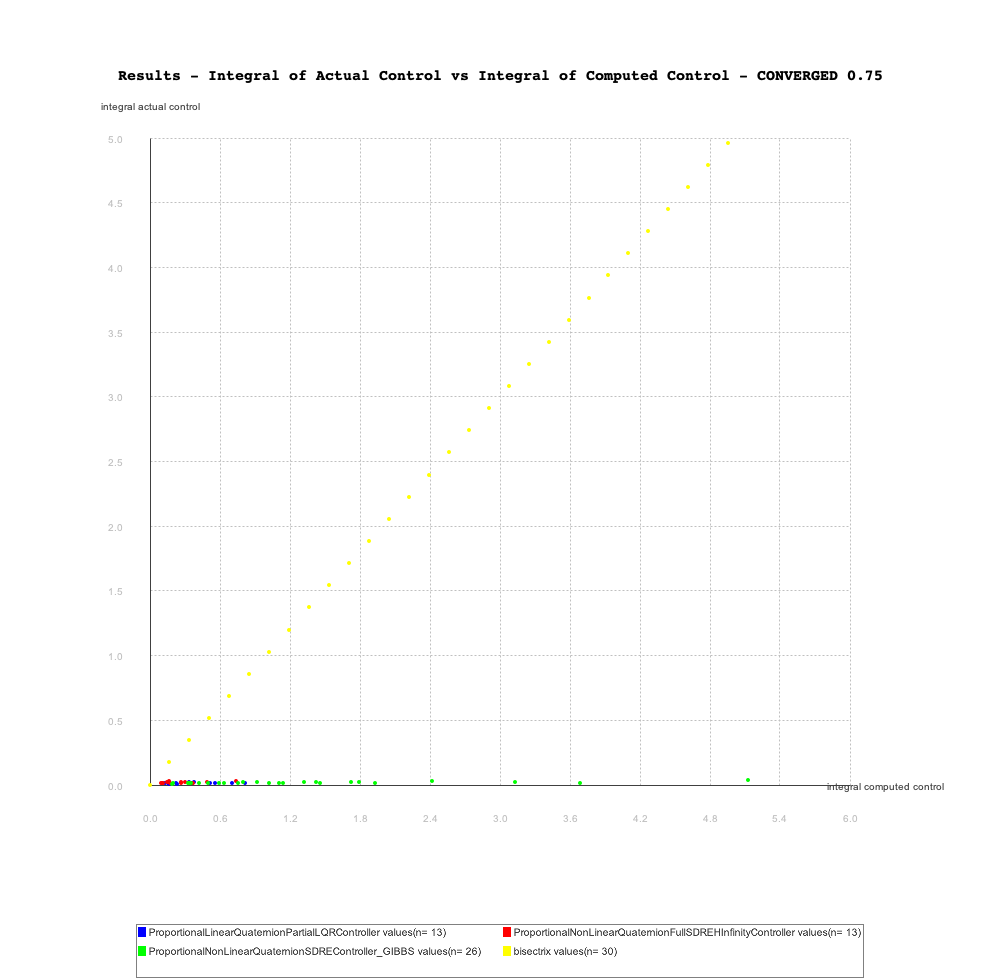 Results - Integral of Actual Control vs Integral of Computed Control - CONVERGED 0.75
integral actual control
5.0
4.5
4.0
3.5
3.0
2.5
2.0
1.5
1.0
0.5
0.0
integral computed control
0.0 0.6 1.2 1.8 2.4 3.0 3.6 4.2 4.8 5.4 6.0
ProportionalLinearQuaternionPartialLQRController values(n= 13) ProportionalNonLinearQuaternionFullSDREHInfinityController values(n= 13)
ProportionalNonLinearQuaternionSDREController_GIBBS values(n= 26) bisectrix values(n= 30)